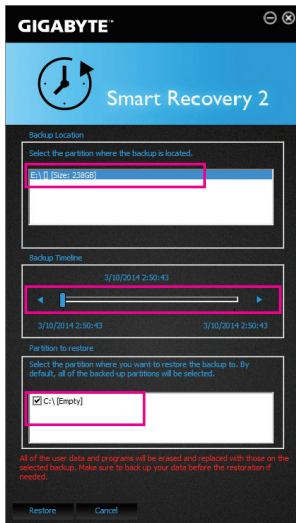 GIGABYTE™
Smart Recovery 2
Backup Location
Select the partition where the backup is located.
E:\ [] [Size: 238GB]
Backup Timeline
3/10/2014 2:50:43
3/10/2014 2:50:43 3/10/2014 2:50:43
Partition to restore
Select the partition where you want to restore the backup to. By
default, all of the backed-up partitions will be selected.
C:\ [Empty]
All of the user data and programs will be erased and replaced with those on the
selected backup. Make sure to back up your data before the restoration if
needed.
Restore Cancel